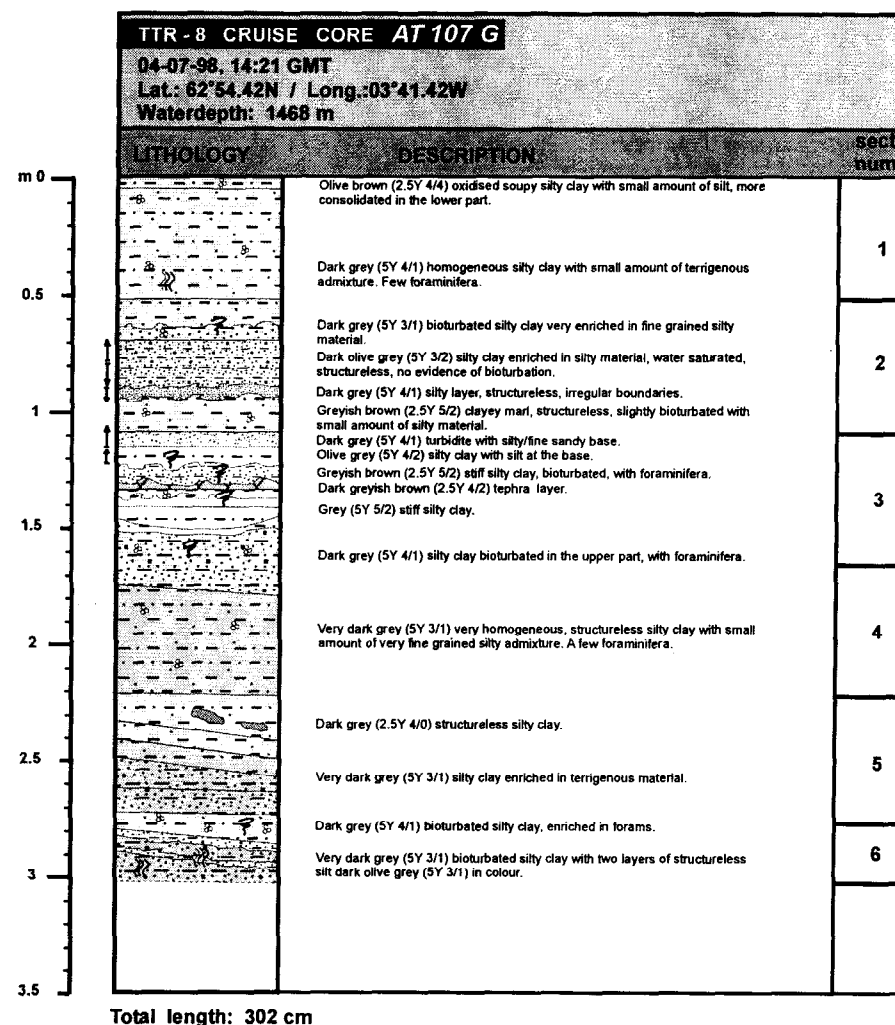 TTR - 8 CRUISE CORE AT 107 G
04-07-98, 14:21 GMT
Lat.: 62°54.42N / Long.:03°41.42W
Waterdepth: 1468 m
LITHOLOGY DESCRIPTION sect
num
m 0
Olive brown (2.5Y 4/4) oxidised soupy silty clay with small amount of silt, more
consolidated in the lower part.
1
Dark grey (5Y 4/1) homogeneous silty clay with small amount of terrigenous
admixture. Few foraminifera.
0.5
Dark grey (5Y 3/1) bioturbated silty clay very enriched in fine grained silty
material.
Dark olive grey (5Y 3/2) silty clay enriched in silty material, water saturated,
structureless, no evidence of bioturbation.
2
Dark grey (5Y 4/1) silty layer, structureless, irregular boundaries.
1
Greyish brown (2.5Y 5/2) clayey marl, structureless, slightly bioturbated with
small amount of silty material.
Dark grey (5Y 4/1) turbidite with silty/fine sandy base.
Olive grey (5Y 4/2) silty clay with silt at the base.
Greyish brown (2.5Y 5/2) stiff silty clay, bioturbated, with foraminifera.
Dark greyish brown (2.5Y 4/2) tephra layer.
3
Grey (5Y 5/2) stiff silty clay.
1.5
Dark grey (5Y 4/1) silty clay bioturbated in the upper part, with foraminifera.
Very dark grey (5Y 3/1) very homogeneous, structureless silty clay with small
amount of very fine grained silty admixture. A few foraminifera.
4
2
Dark grey (2.5Y 4/0) structureless silty clay.
2.5
5
Very dark grey (5Y 3/1) silty clay enriched in terrigenous material.
Dark grey (5Y 4/1) bioturbated silty clay, enriched in forams.
Very dark grey (5Y 3/1) bioturbated silty clay with two layers of structureless
silt dark olive grey (5Y 3/1) in colour.
6
3
3.5
Total length: 302 cm